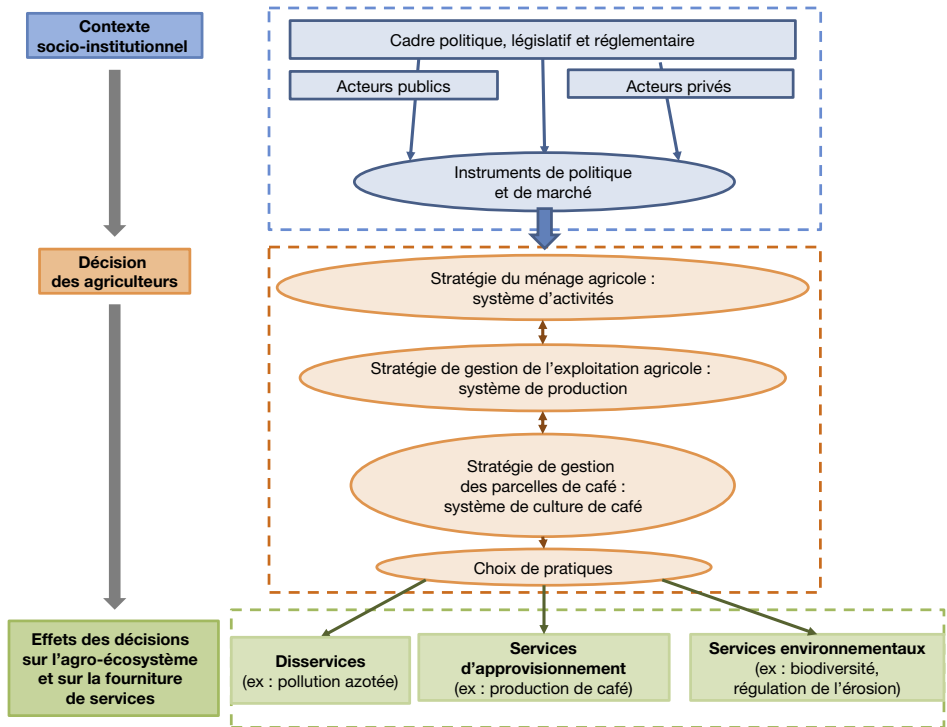 Contexte
socio-institutionnel
Cadre politique, législatif et réglementaire
Acteurs publics
Acteurs privés
Instruments de politique
et de marché
Décision
des agriculteurs
Stratégie du ménage agricole :
système d'activités
Stratégie de gestion de l'exploitation agricole :
système de production
Stratégie de gestion
des parcelles de café :
système de culture de café
Choix de pratiques
Effets des décisions
sur l'agro-écosystème
et sur la fourniture
de services
Disservices
(ex : pollution azotée)
Services
d'approvisionnement
(ex : production de café)
Services environnementaux
(ex : biodiversité,
régulation de l'érosion)